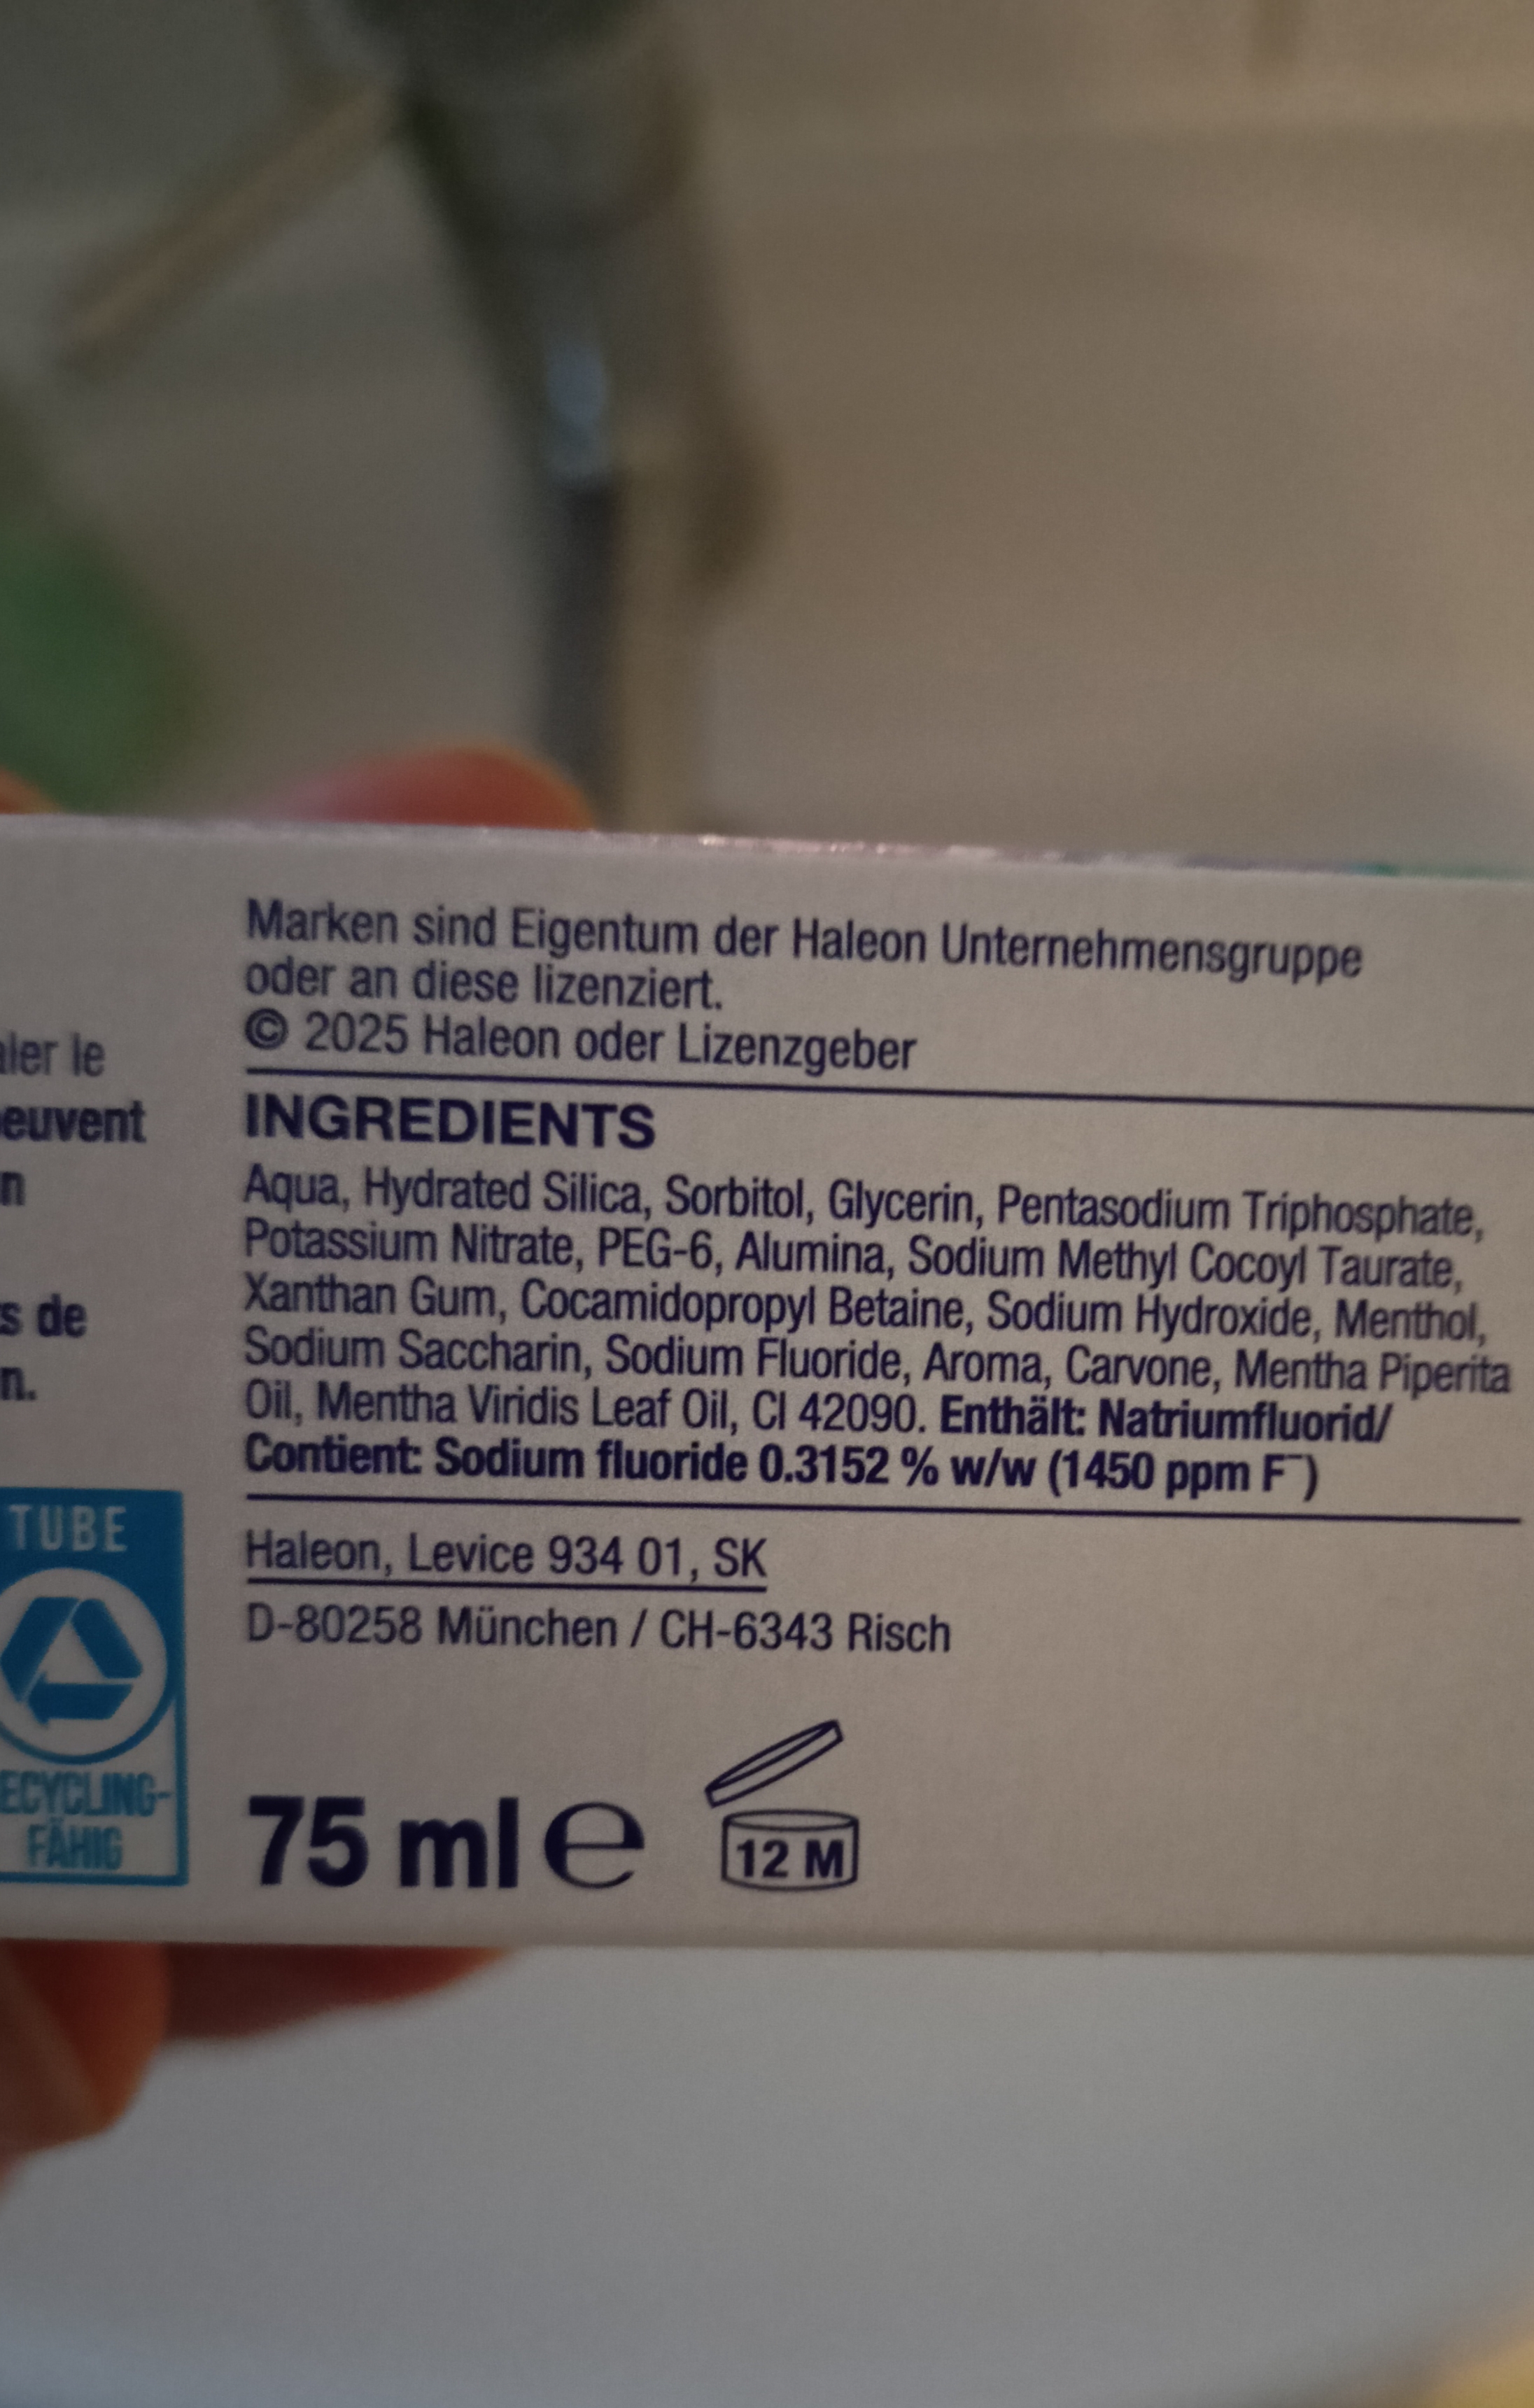 Marken sind Eigentum der Haleon Unternehmensgruppe
oder an diese lizenziert.
© 2025 Haleon oder Lizenzgeber
INGREDIENTS
Aqua, Hydrated Silica, Sorbitol, Glycerin, Pentasodium Triphosphate,
Potassium Nitrate, PEG-6, Alumina, Sodium Methyl Cocoyl Taurate,
Xanthan Gum, Cocamidopropyl Betaine, Sodium Hydroxide, Menthol,
Sodium Saccharin, Sodium Fluoride, Aroma, Carvone, Mentha Piperita
Oil, Mentha Viridis Leaf Oil, CI 42090. Enthält: Natriumfluorid/
Contient: Sodium fluoride 0.3152 % w/w (1450 ppm F⁻)
Haleon, Levice 934 01, SK
D-80258 München / CH-6343 Risch
75 ml e
12 M
aler le
peuvent
n
s de
n.
TUBE
ECYCLING-
FÄHIG